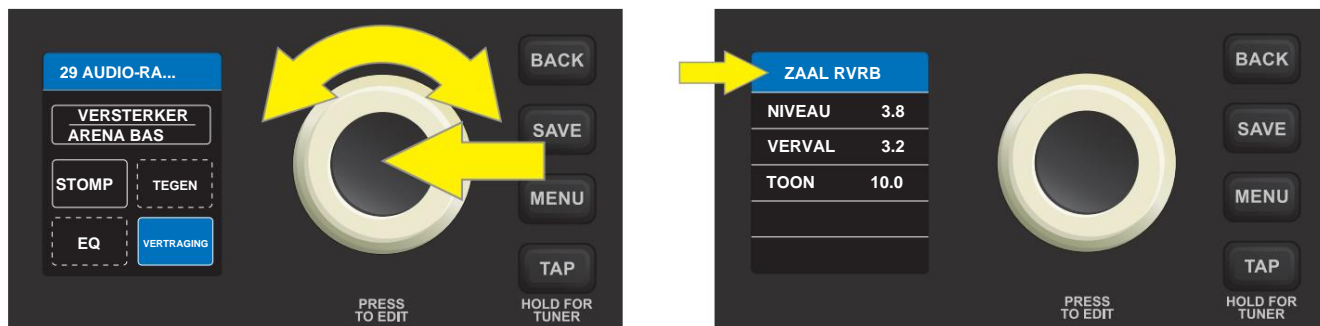 29 AUDIO-RA...
VERSTERKER
ARENA BAS
STOMP
TEGEN
EQ
VERTRAGING
BACK
SAVE
MENU
TAP
PRESS
TO EDIT
HOLD FOR
TUNER
ZAAL RVRB
NIVEAU 3.8
VERVAL 3.2
TOON 10.0
BACK
SAVE
MENU
TAP
PRESS
TO EDIT
HOLD FOR
TUNER